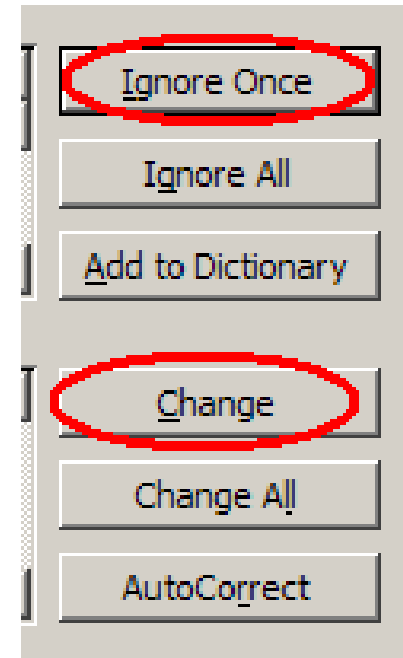 Ignore Once
Ignore All
Add to Dictionary
Change
Change All
AutoCorrect